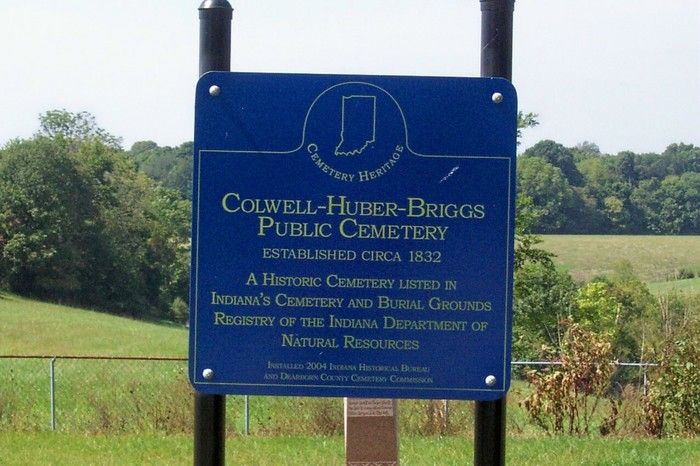 Cemetery Heritage
Colwell-Huber-Briggs
Public Cemetery
established circa 1832
A Historic Cemetery listed in
Indiana's Cemetery and Burial Grounds
Registry of the Indiana Department of
Natural Resources
Installed 2004 Indiana Historical Bureau
and Dearborn County Cemetery Commission